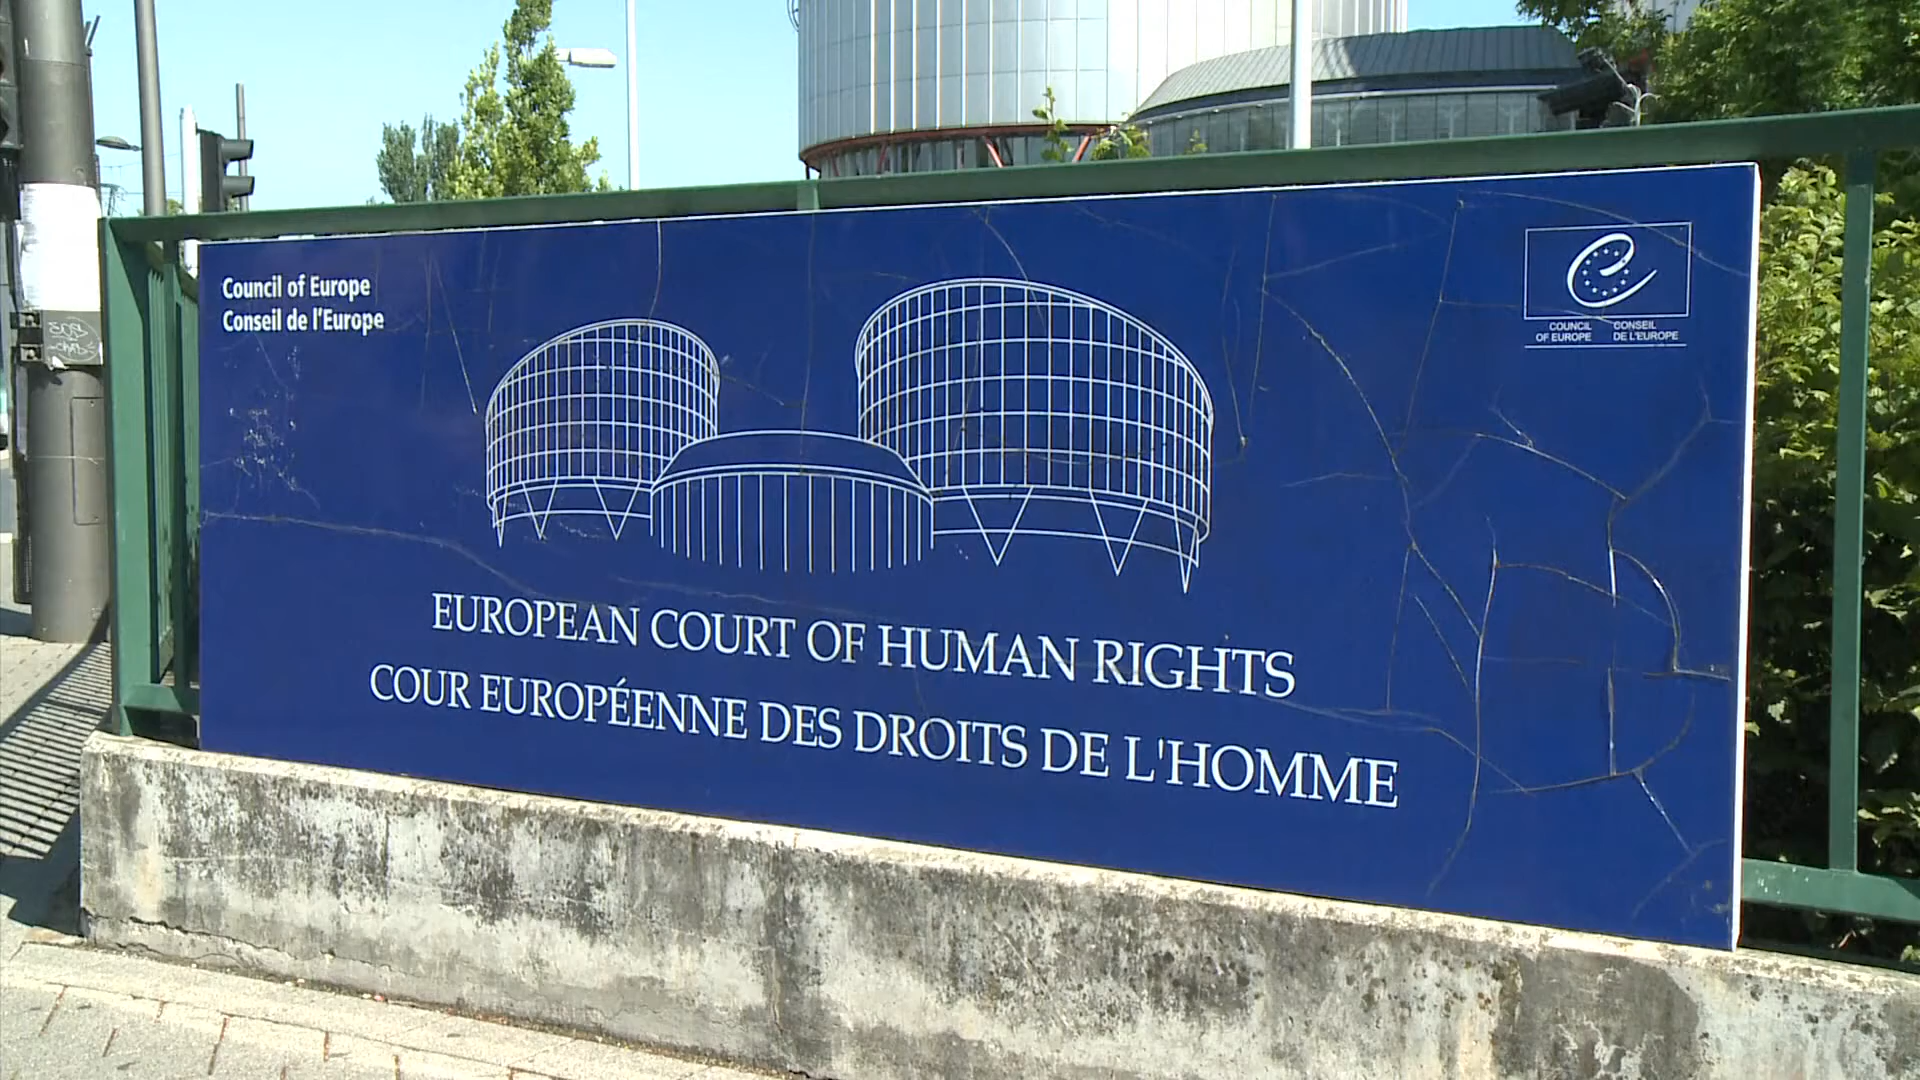 Council of Europe
Conseil de l'Europe
COUNCIL OF EUROPE
CONSEIL DE L'EUROPE
EUROPEAN COURT OF HUMAN RIGHTS
COUR EUROPÉENNE DES DROITS DE L'HOMME